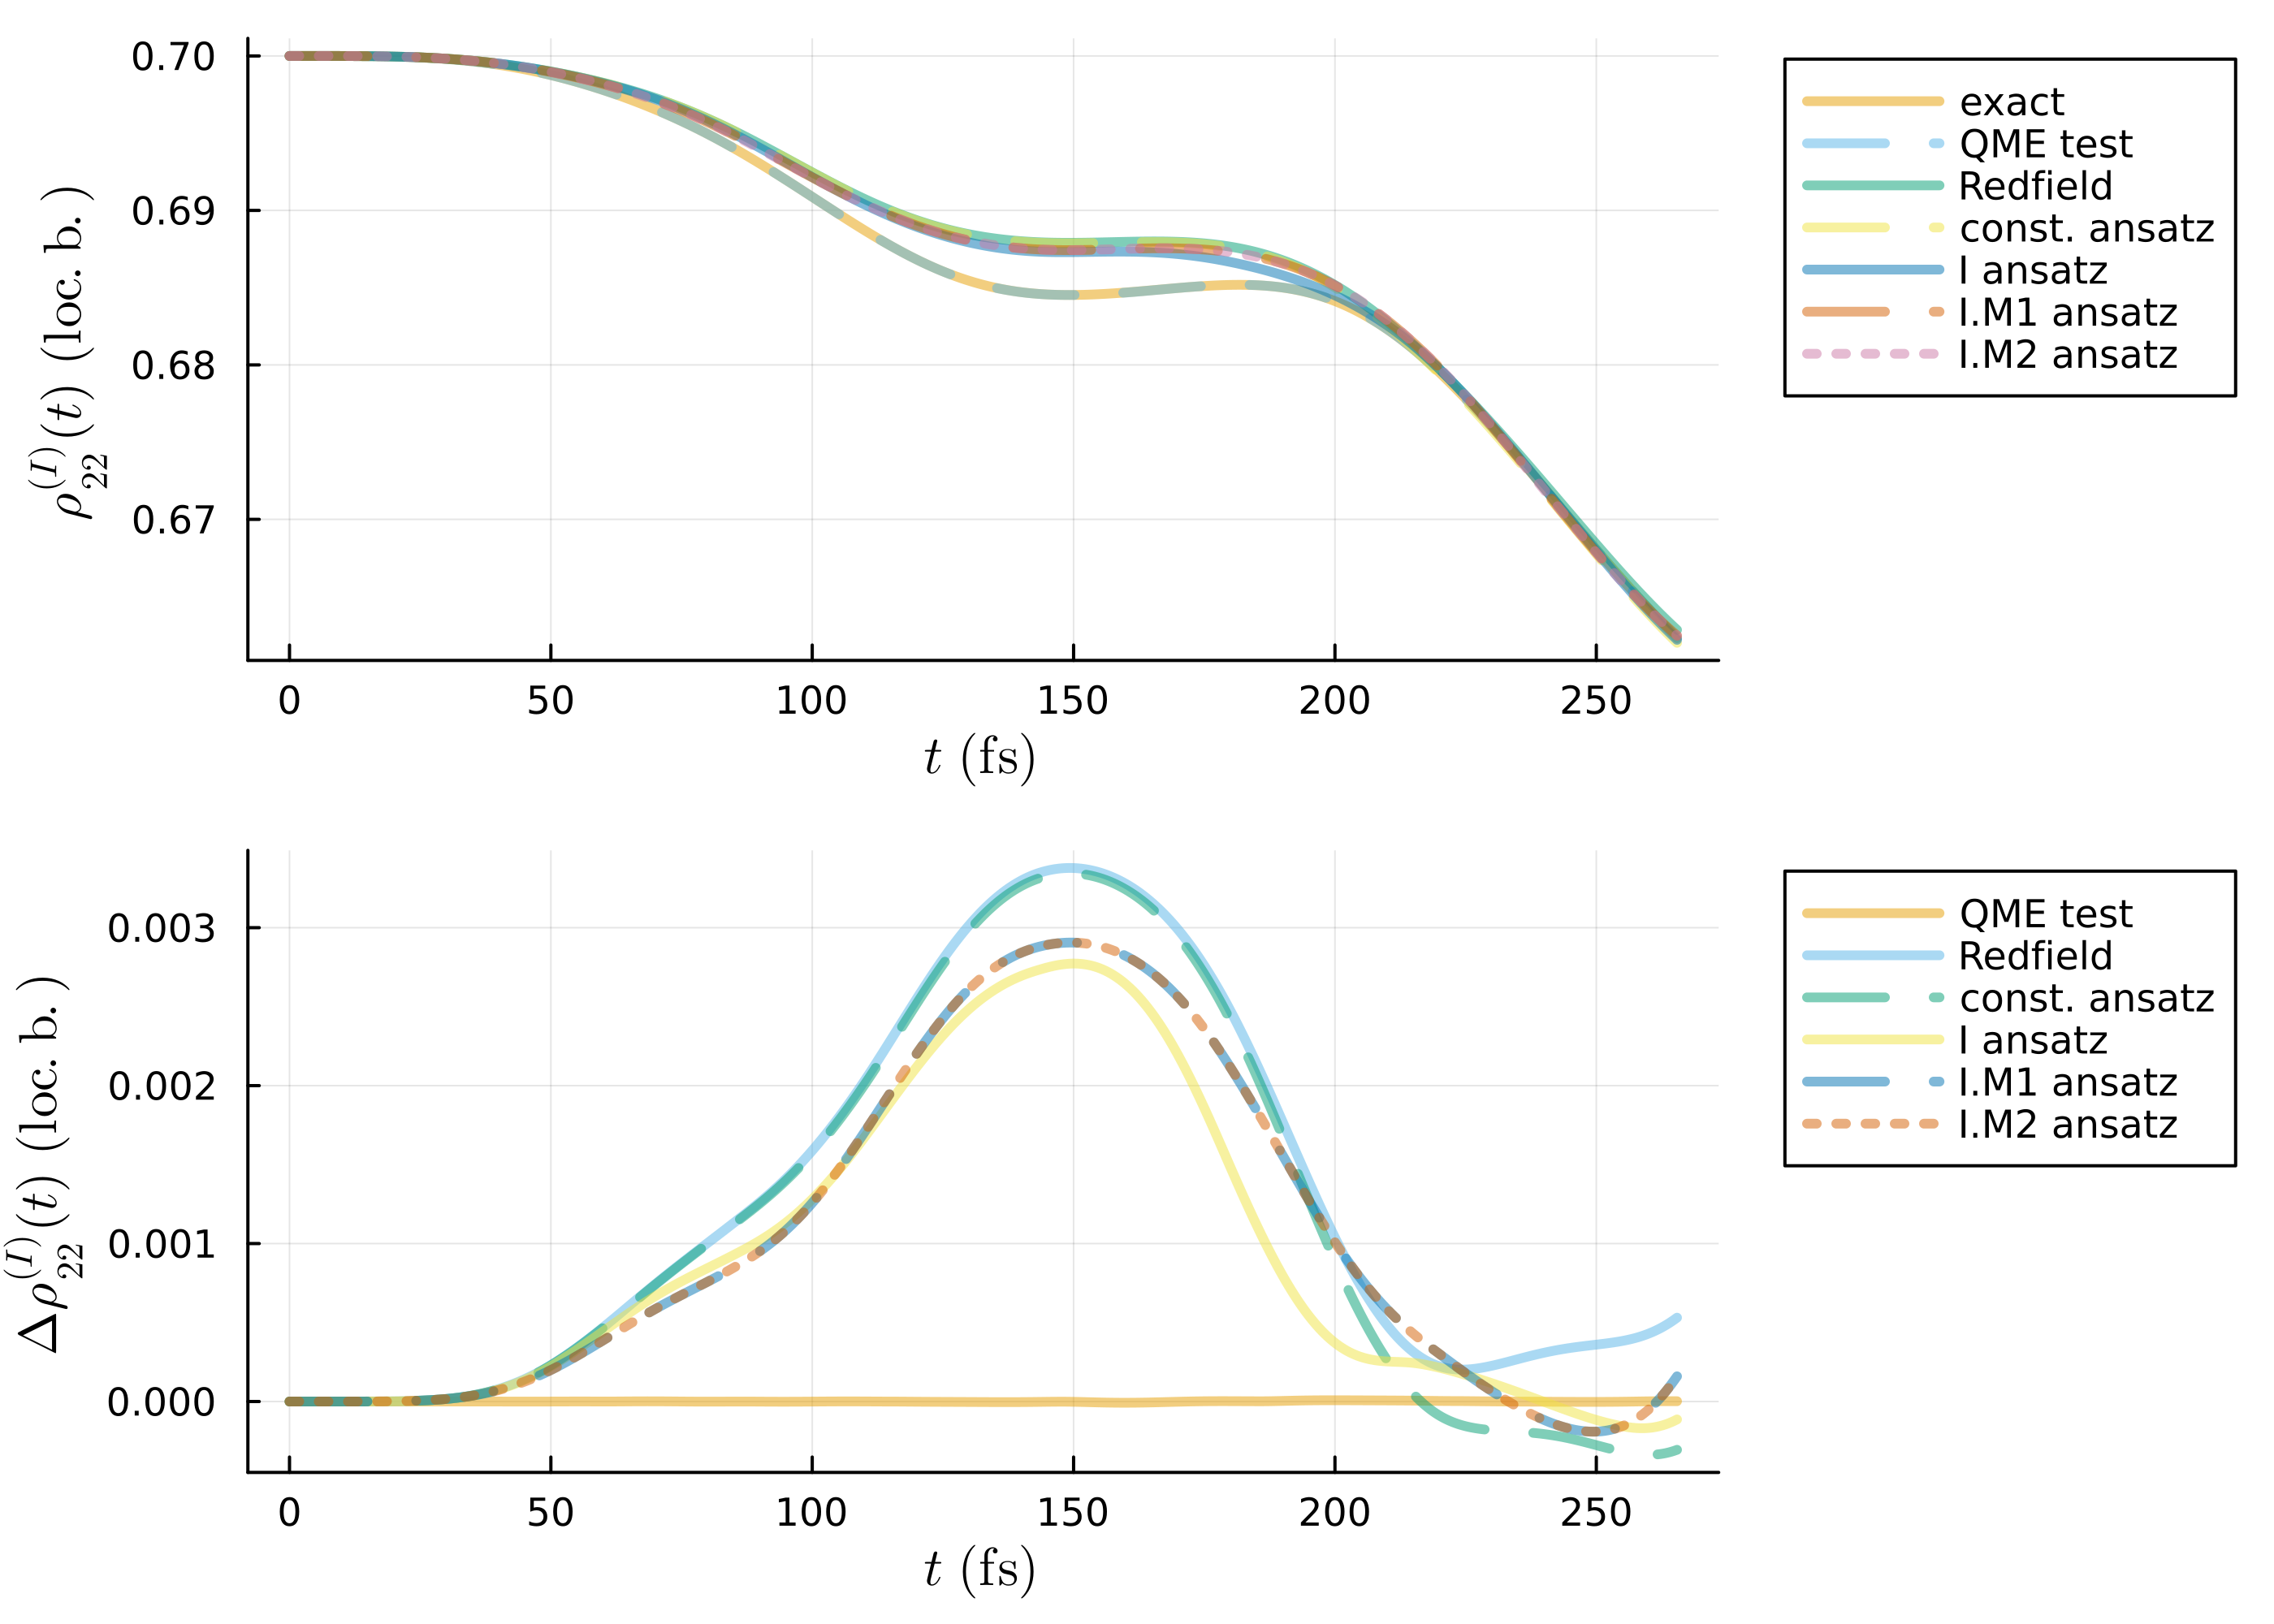 0.70
0.69
0.68
0.67
ρ₂₂⁽ᴵ⁾(t) (loc. b. )
0 50 100 150 200 250
t (fs)
exact
QME test
Redfield
const. ansatz
I ansatz
I.M1 ansatz
I.M2 ansatz
0.003
0.002
0.001
0.000
Δρ₂₂⁽ᴵ⁾(t) (loc. b. )
0 50 100 150 200 250
t (fs)
QME test
Redfield
const. ansatz
I ansatz
I.M1 ansatz
I.M2 ansatz